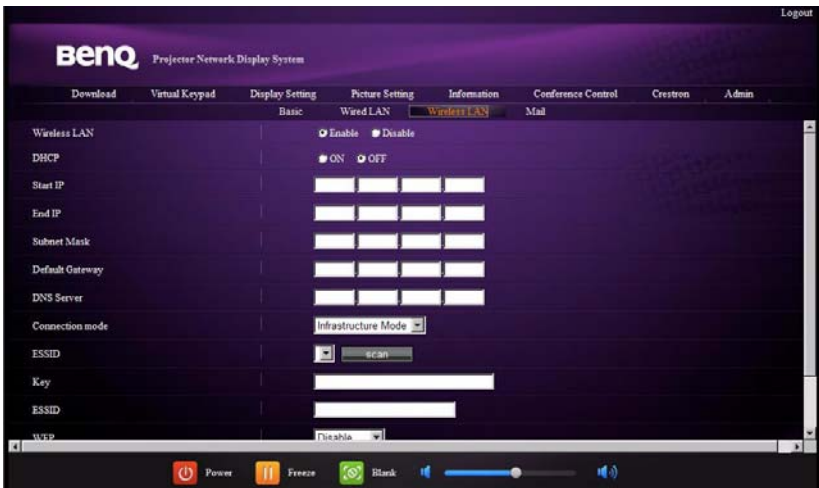 Logout
BenQ Projector Network Display System
Download Virtual Keypad Display Setting Picture Setting Information Conference Control Crestron Admin
Basic Wired LAN Wireless LAN Mail
Wireless LAN Enable Disable
DHCP ON OFF
Start IP
End IP
Subnet Mask
Default Gateway
DNS Server
Connection mode Infrastructure Mode
ESSID scan
Key
ESSID
WEP Disable
Power Freeze Blank